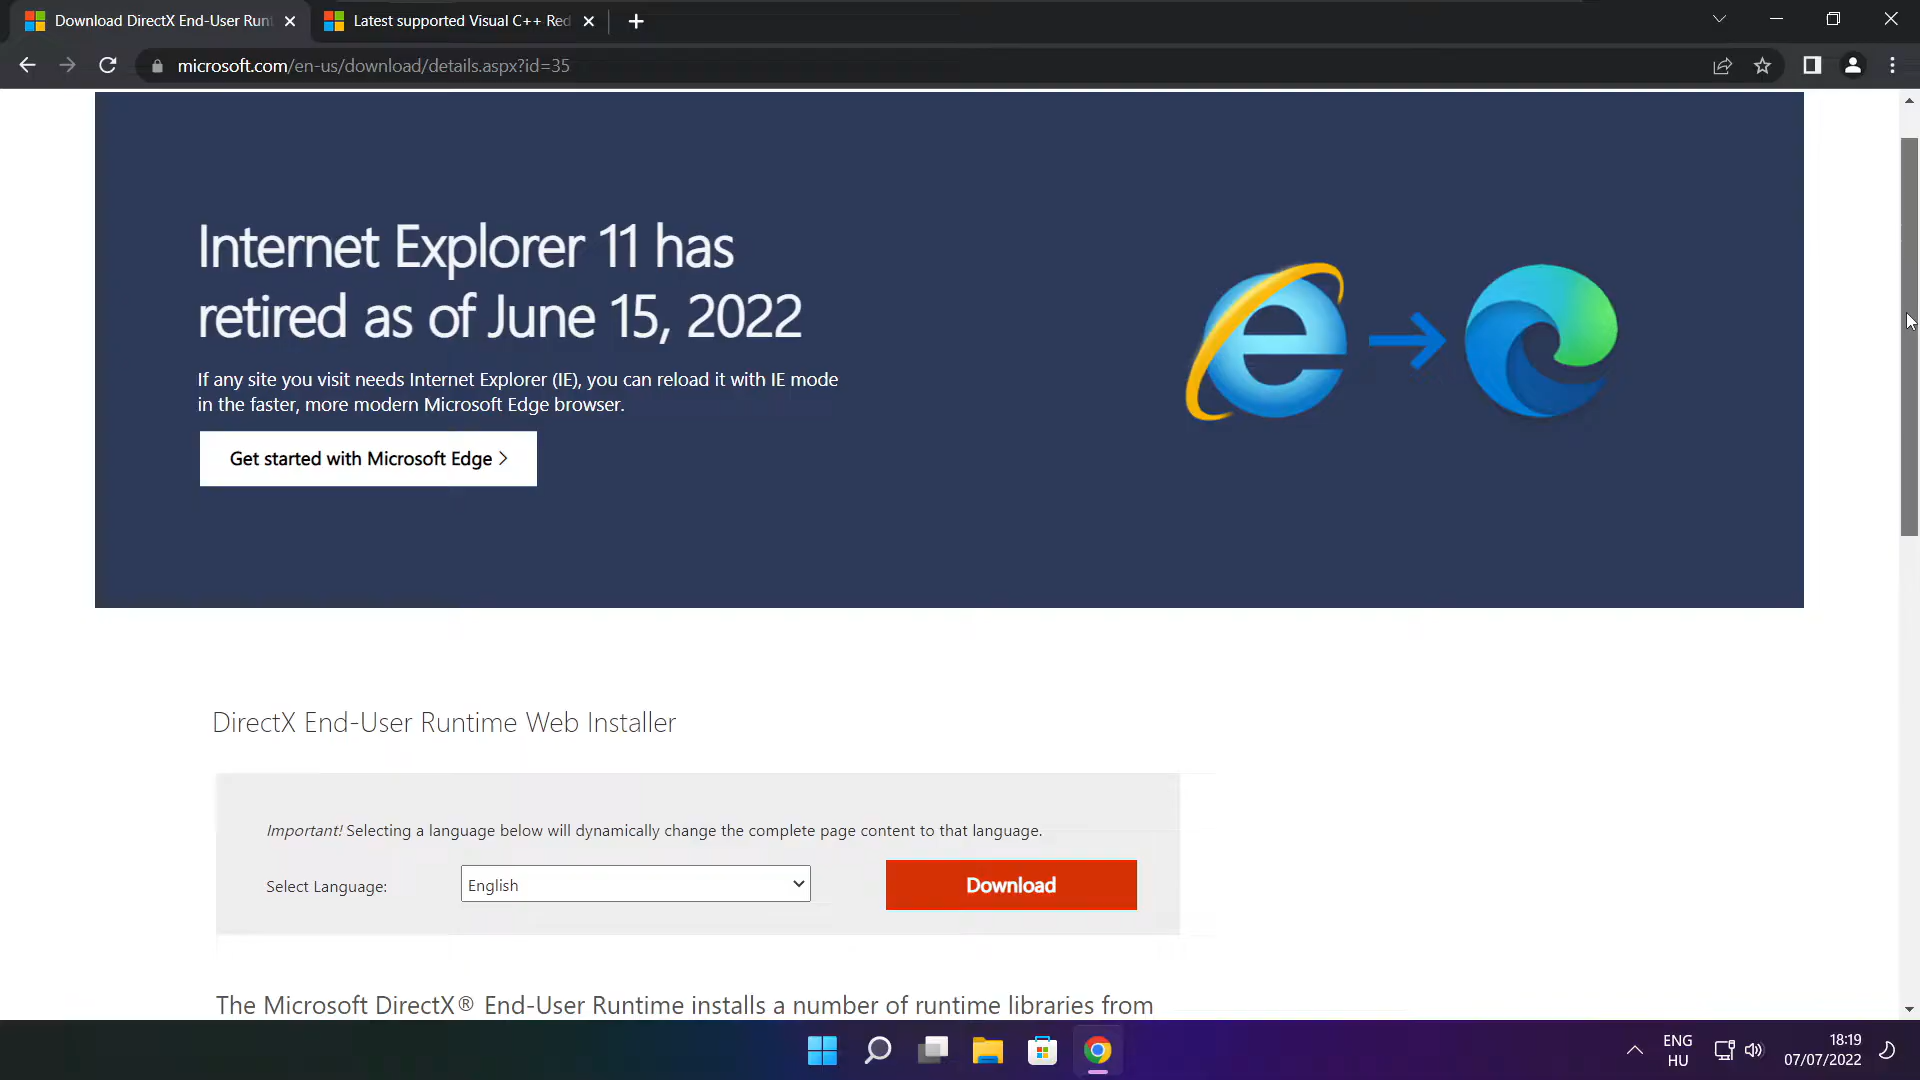 Download DirectX End-User Run
Latest supported Visual C++ Red
microsoft.com/en-us/download/details.aspx?id=35
Internet Explorer 11 has
retired as of June 15, 2022
If any site you visit needs Internet Explorer (IE), you can reload it with IE mode
in the faster, more modern Microsoft Edge browser.
Get started with Microsoft Edge
DirectX End-User Runtime Web Installer
Important! Selecting a language below will dynamically change the complete page content to that language.
Select Language:
English
Download
The Microsoft DirectX® End-User Runtime installs a number of runtime libraries from
ENG
HU
18:19
07/07/2022